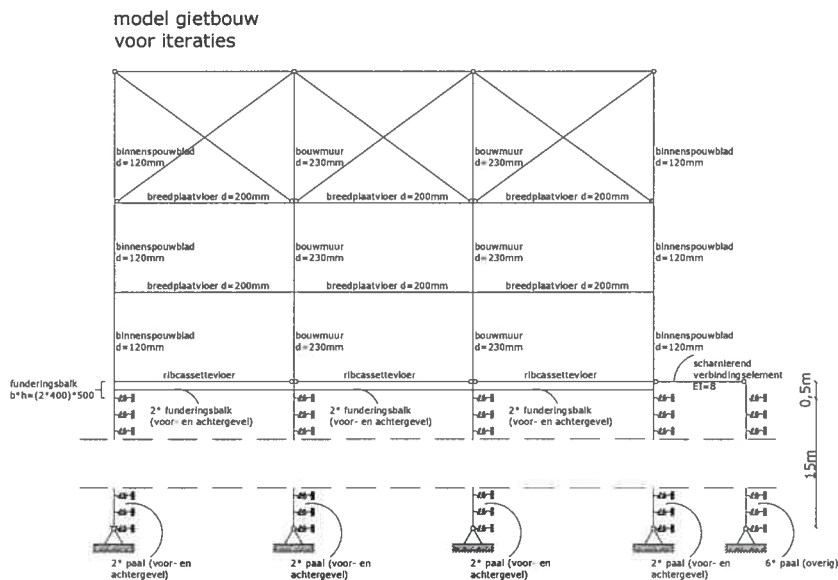 model gietbouw
voor iteraties
binnenspouwblad
d=120mm
bouwmuur
d=230mm
bouwmuur
d=230mm
binnenspouwblad
d=120mm
breedplaatvloer d=200mm
breedplaatvloer d=200mm
breedplaatvloer d=200mm
binnenspouwblad
d=120mm
bouwmuur
d=230mm
bouwmuur
d=230mm
binnenspouwblad
d=120mm
breedplaatvloer d=200mm
breedplaatvloer d=200mm
breedplaatvloer d=200mm
binnenspouwblad
d=120mm
bouwmuur
d=230mm
bouwmuur
d=230mm
binnenspouwblad
d=120mm
scharnierend
verbindingselement
EI=8
ribcassettevloer
ribcassettevloer
ribcassettevloer
funderingsbalk
b*h=(2*400)*500
2* funderingsbalk
(voor- en achtergevel)
2* funderingsbalk
(voor- en achtergevel)
2* funderingsbalk
(voor- en achtergevel)
0,5m
15m
2* paal (voor- en
achtergevel)
2* paal (voor- en
achtergevel)
2* paal (voor- en
achtergevel)
2* paal (voor- en
achtergevel)
6* paal (overig)